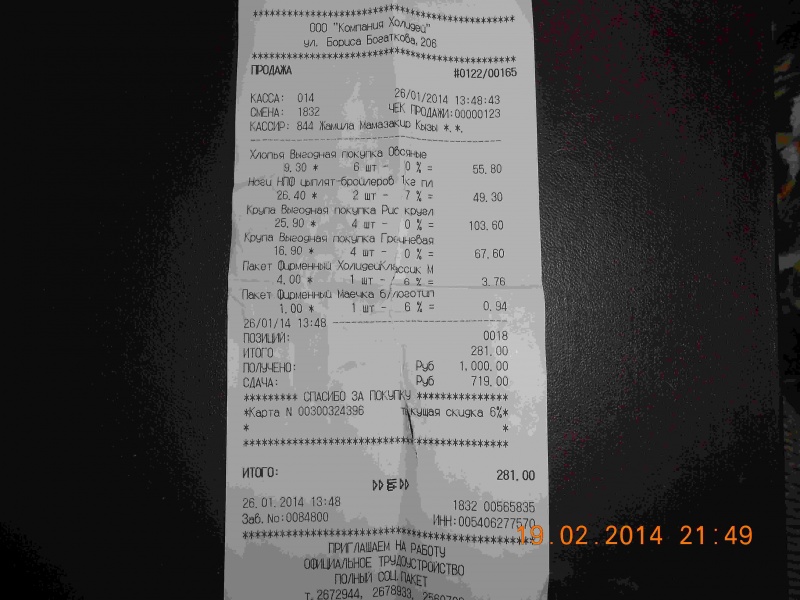 ************************************
ООО "Компания Холидей"
ул. Бориса Богаткова, 206
************************************
ПРОДАЖА #0122/00165
КАССА: 014 26/01/2014 13:48:43
СМЕНА: 1832 ЧЕК ПРОДАЖИ:00000123
КАССИР: 844 Жамила Мамазакир Кызы *.*.
Хлопья Выгодная покупка Овсяные
9.30 * 6 шт - 0 % = 55.80
Ноги НПФ цыплят-бройлеров 1кг пл
26.40 * 2 шт - 7 % = 49.30
Крупа Выгодная покупка Рис кругл
25.90 * 4 шт - 0 % = 103.60
Крупа Выгодная покупка Гречневая
16.90 * 4 шт - 0 % = 67.60
Пакет Фирменный ХолидейКлассик М
4.00 * 1 шт - 6 % = 3.76
Пакет Фирменный Маечка б/логотип
1.00 * 1 шт - 6 % = 0.94
26/01/14 13:48
ПОЗИЦИЙ: 0018
ИТОГО 281.00
ПОЛУЧЕНО: Руб 1,000.00
СДАЧА: Руб 719.00
********* СПАСИБО ЗА ПОКУПКУ ***************
*Карта N 00300324396 текущая скидка 6%*
* *
************************************
ИТОГО: 281.00
26.01.2014 13:48 1832 00565835
Зав.No:0084800 ИНН:005406277570
************************************
ПРИГЛАШАЕМ НА РАБОТУ
ОФИЦИАЛЬНОЕ ТРУДОУСТРОЙСТВО
ПОЛНЫЙ СОЦ.ПАКЕТ
т. 2672944, 2678933,
19.02.2014 21:49